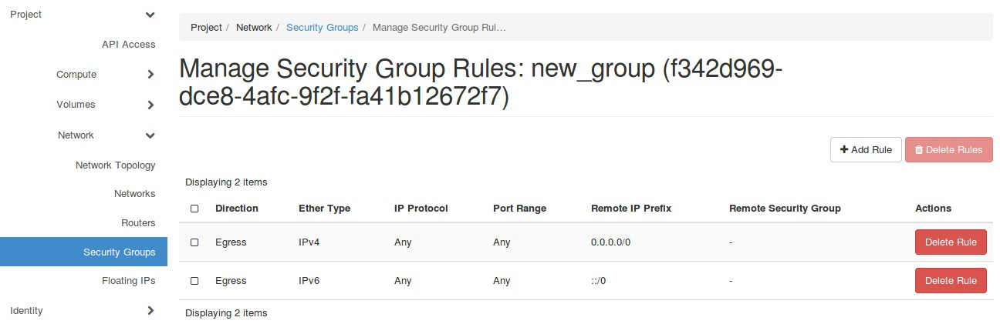 Project
API Access
Compute
Volumes
Network
Network Topology
Networks
Routers
Security Groups
Floating IPs
Identity
Project / Network / Security Groups / Manage Security Group Rul…
Manage Security Group Rules: new_group (f342d969-
dce8-4afc-9f2f-fa41b12672f7)
Add Rule Delete Rules
Displaying 2 items
Direction Ether Type IP Protocol Port Range Remote IP Prefix Remote Security Group Actions
Egress IPv4 Any Any 0.0.0.0/0 - Delete Rule
Egress IPv6 Any Any ::/0 - Delete Rule
Displaying 2 items